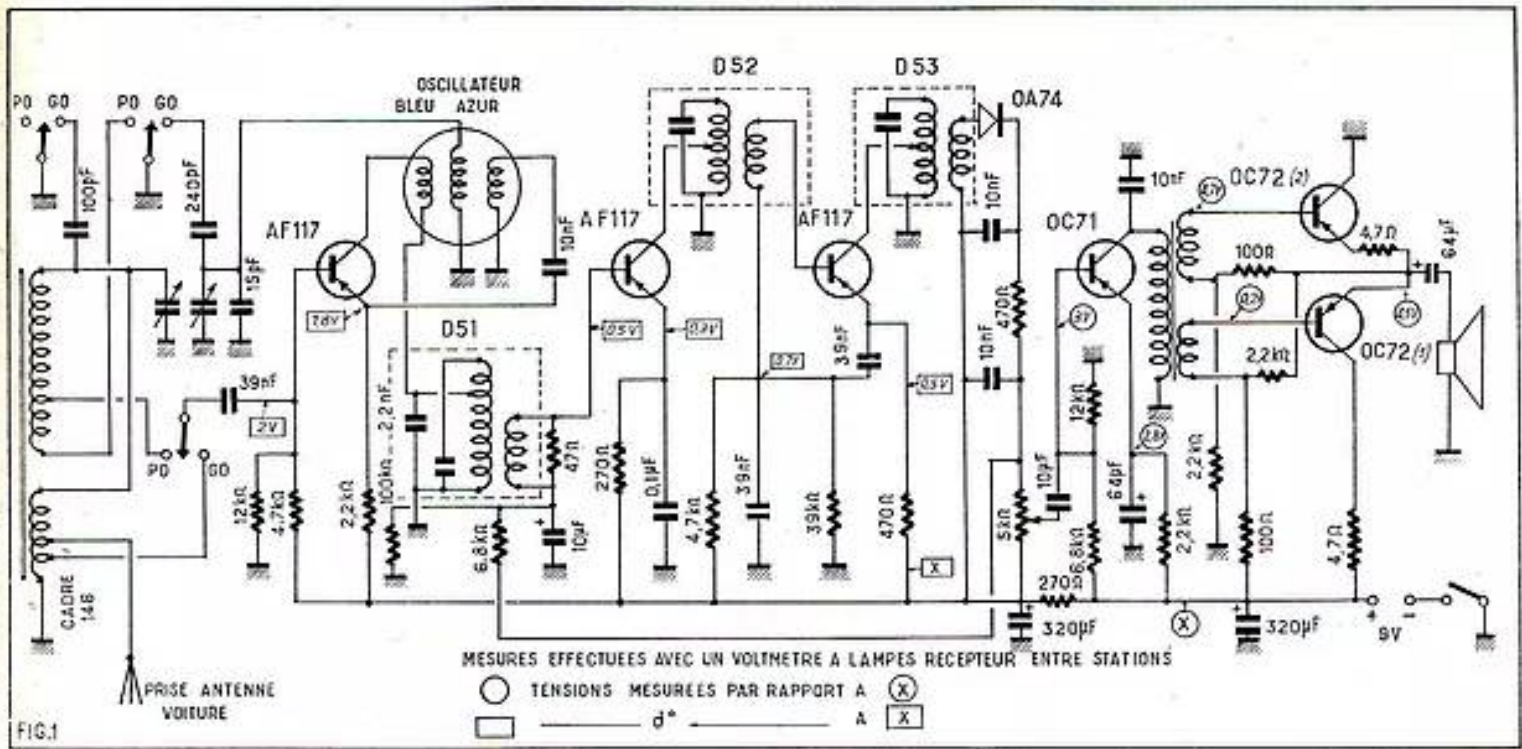 D52
D53
OSCILLATEUR
BLEU AZUR
OA74
PO GO
PO GO
100pF
240pF
15pF
AF117
10nF
AF117
AF117
10nF
10nF
470Ω
OC71
10nF
OC72 (2)
4,7Ω
64µF
100Ω
OC72 (1)
2,2kΩ
D51
39nF
2V
PO GO
12kΩ
4,7kΩ
2,2kΩ
100kΩ
2,2nF
47Ω
6,8kΩ
10µF
270Ω
0,1µF
4,7kΩ
39nF
39kΩ
39nF
470Ω
X
5kΩ
10µF
12kΩ
6,8kΩ
64µF
2,2kΩ
2,2kΩ
100Ω
4,7Ω
270Ω
320µF
X
320µF
+ 9V -
CADRE
148
PRISE ANTENNE
VOITURE
MESURES EFFECTUEES AVEC UN VOLTMETRE A LAMPES RECEPTEUR ENTRE STATIONS
TENSIONS MESUREES PAR RAPPORT A X
d° A X
FIG.1